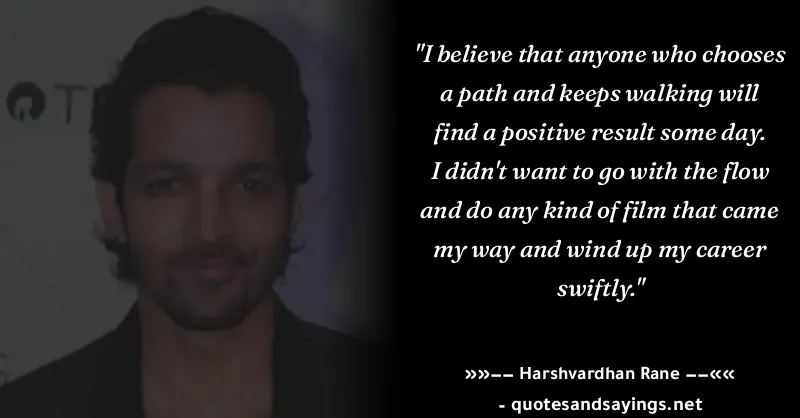 "I believe that anyone who chooses
a path and keeps walking will
find a positive result some day.
I didn't want to go with the flow
and do any kind of film that came
my way and wind up my career
swiftly."
»»−− Harshvardhan Rane −−««
- quotesandsayings.net